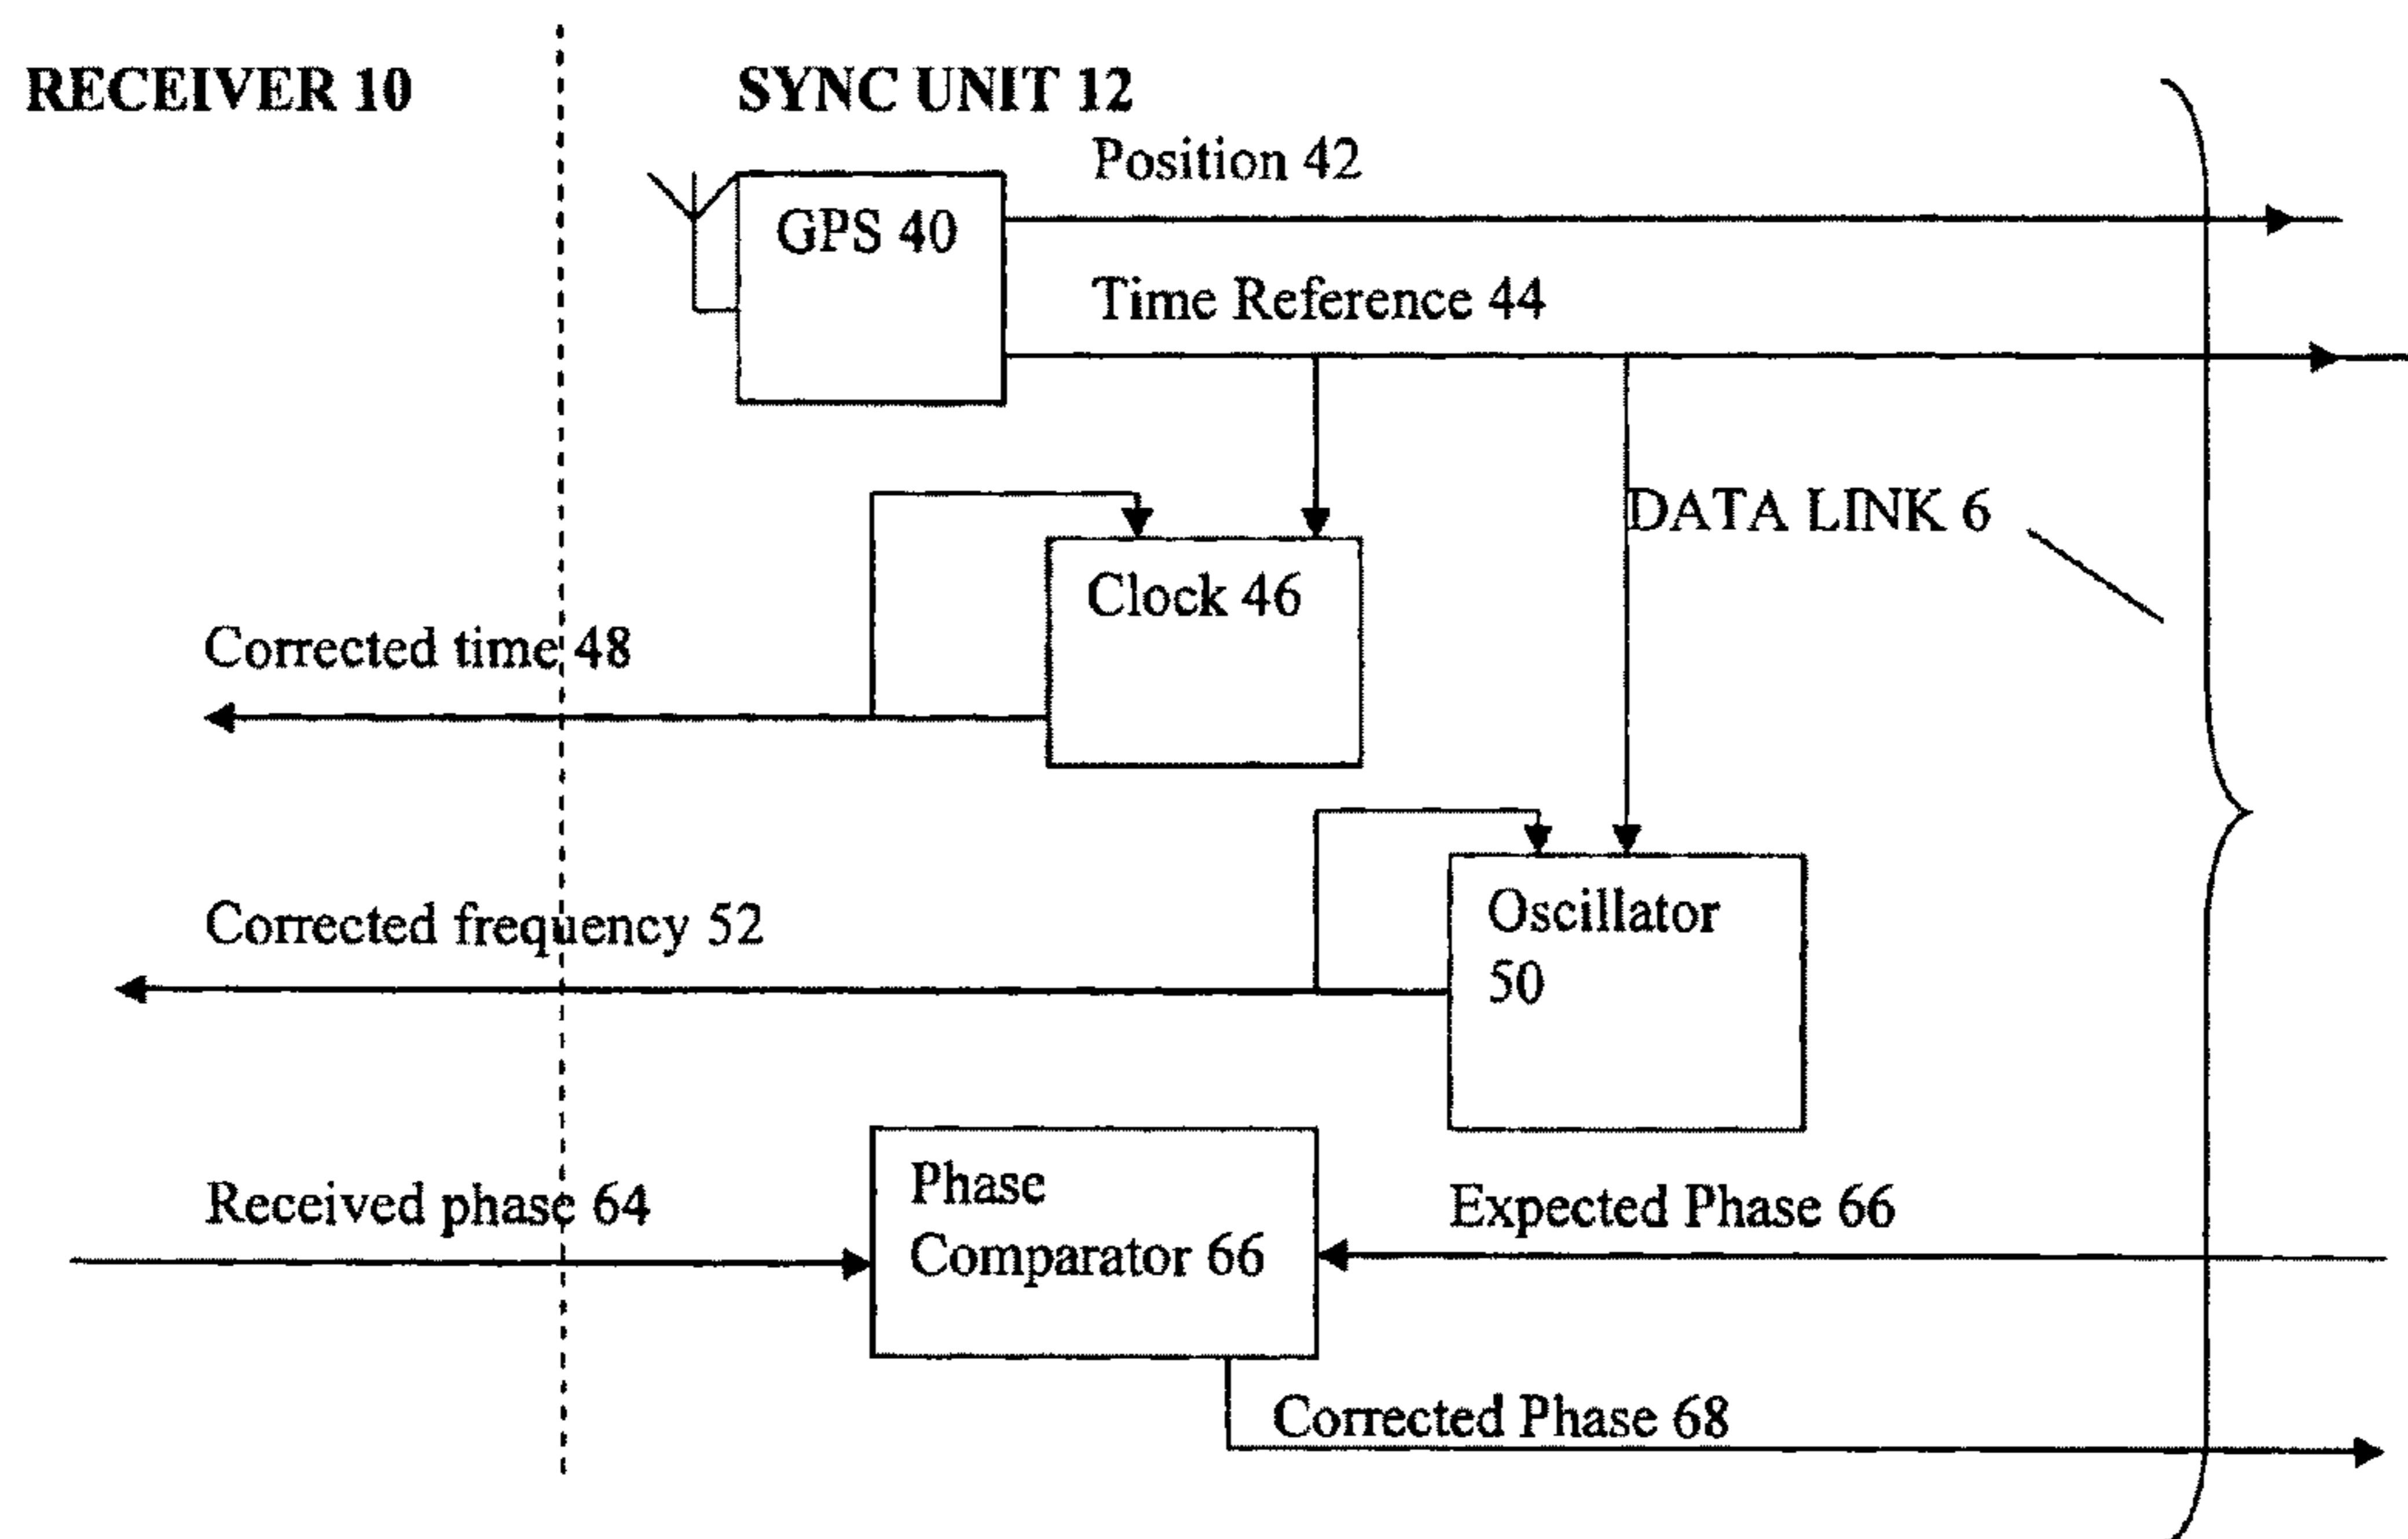 RECEIVER 10
SYNC UNIT 12
Position 42
GPS 40
Time Reference 44
DATA LINK 6
Clock 46
Corrected time 48
Corrected frequency 52
Oscillator
50
Received phase 64
Phase
Comparator 66
Expected Phase 66
Corrected Phase 68